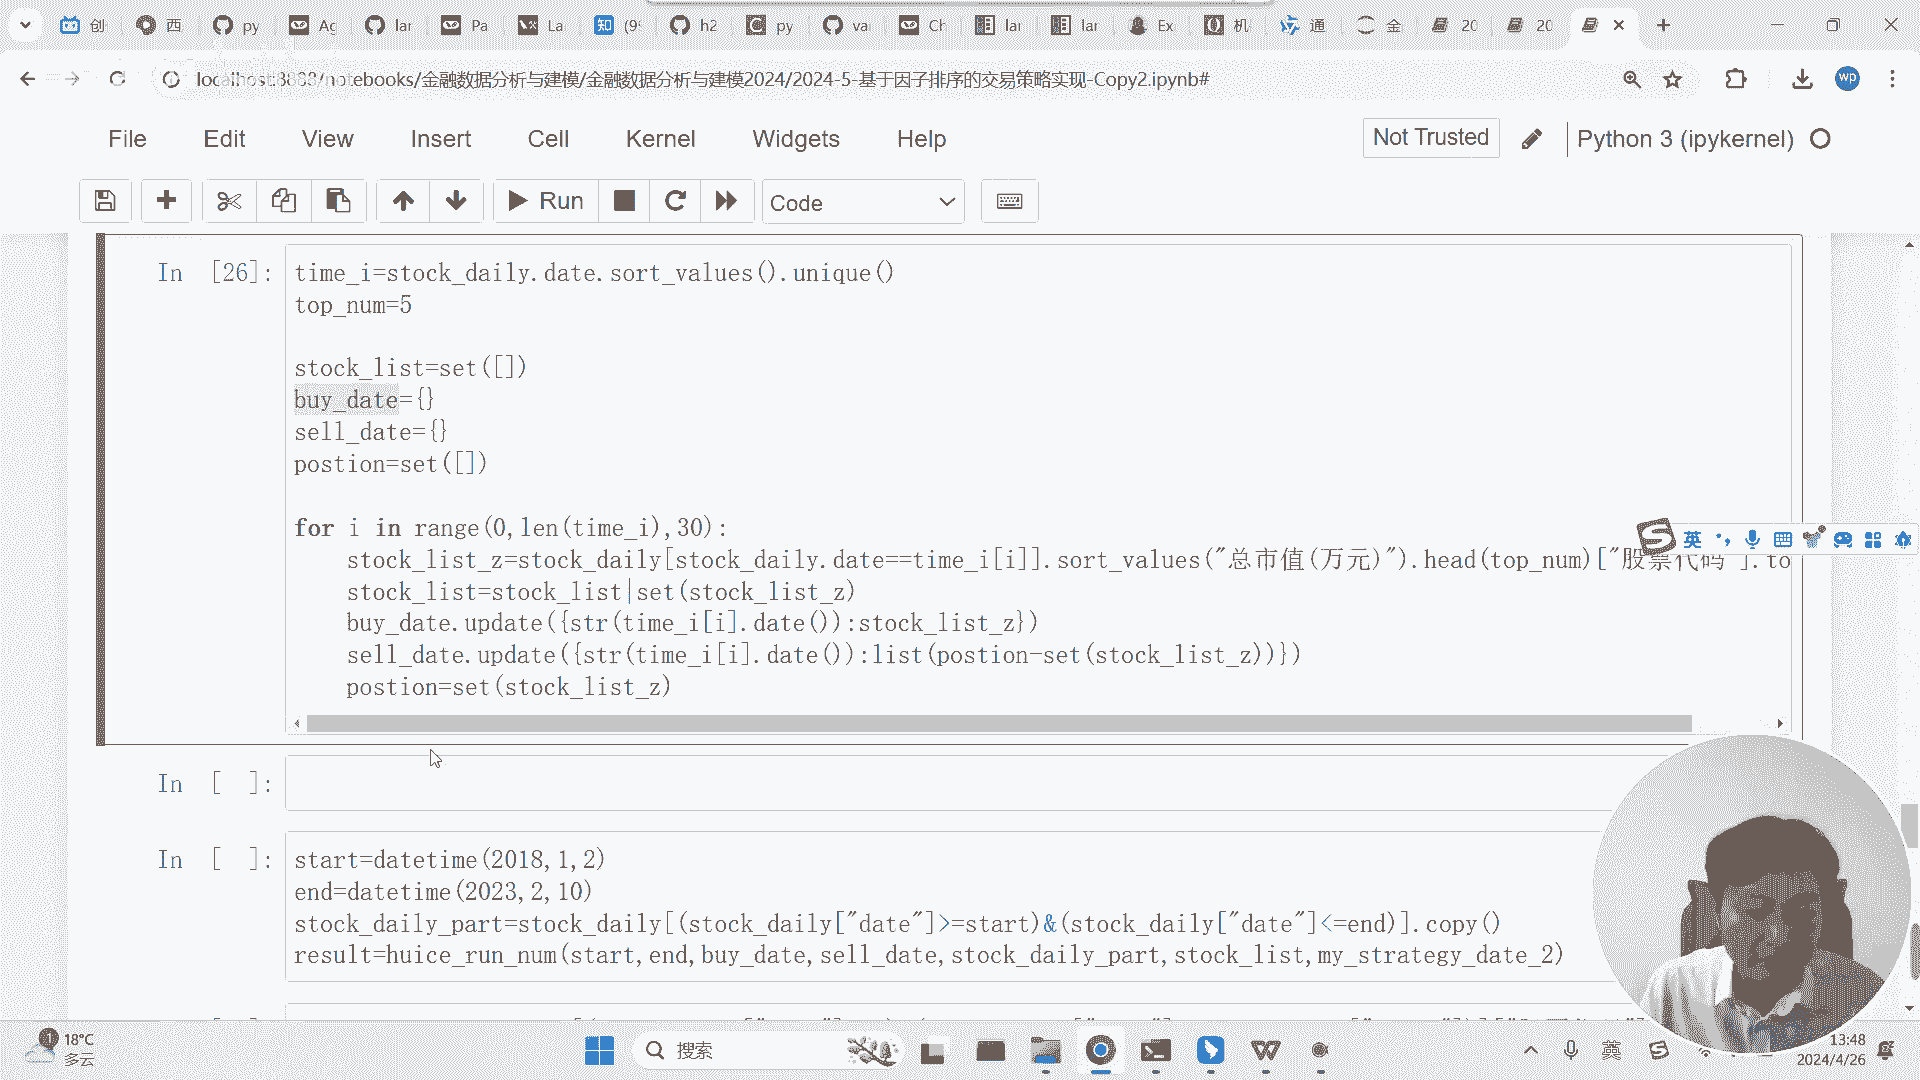 创 西 py Ag lar Pa La (9 h2 py va Ch lar lar Ex 机 通 金 20 20
localhost:8888/notebooks/金融数据分析与建模/金融数据分析与建模2024/2024-5-基于因子排序的交易策略实现-Copy2.ipynb#
wp
File Edit View Insert Cell Kernel Widgets Help
Not Trusted
Python 3 (ipykernel)
Run
Code
In [26]:
time_i=stock_daily.date.sort_values().unique()
top_num=5
stock_list=set([])
buy_date={}
sell_date={}
postion=set([])
for i in range(0,len(time_i),30):
stock_list_z=stock_daily[stock_daily.date==time_i[i]].sort_values("总市值(万元)").head(top_num)["股票代码"].to
stock_list=stock_list|set(stock_list_z)
buy_date.update({str(time_i[i].date()):stock_list_z})
sell_date.update({str(time_i[i].date()):list(postion-set(stock_list_z))})
postion=set(stock_list_z)
英
In [ ]:
In [ ]:
start=datetime(2018,1,2)
end=datetime(2023,2,10)
stock_daily_part=stock_daily[(stock_daily["date"]>=start)&(stock_daily["date"]<=end)].copy()
result=huice_run_num(start,end,buy_date,sell_date,stock_daily_part,stock_list,my_strategy_date_2)
1
18°C
多云
搜索
英
13:48
2024/4/26